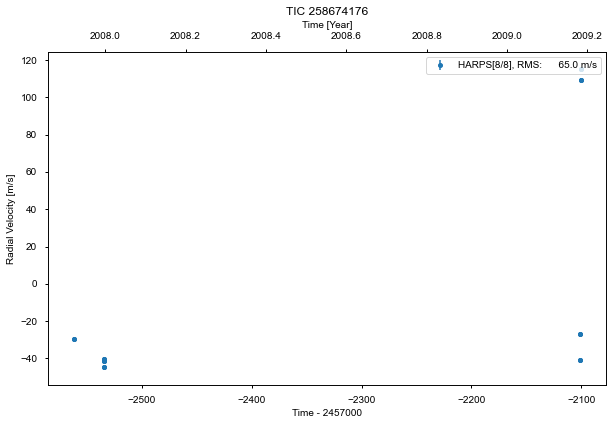 TIC 258674176
Time [Year]
2008.0 2008.2 2008.4 2008.6 2008.8 2009.0 2009.2
HARPS[8/8], RMS: 65.0 m/s
120
100
80
60
40
20
0
−20
−40
Radial Velocity [m/s]
−2500 −2400 −2300 −2200 −2100
Time - 2457000